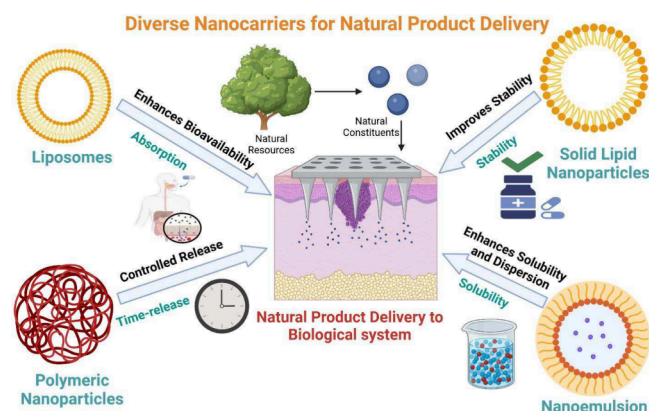 Diverse Nanocarriers for Natural Product Delivery
Enhances Bioavailability
Absorption
Liposomes
Natural
Resources
Natural
Constituents
Improves Stability
Stability
Solid Lipid
Nanoparticles
Controlled Release
Time-release
Polymeric
Nanoparticles
Natural Product Delivery to
Biological system
Enhances Solubility
and Dispersion
Solubility
Nanoemulsion